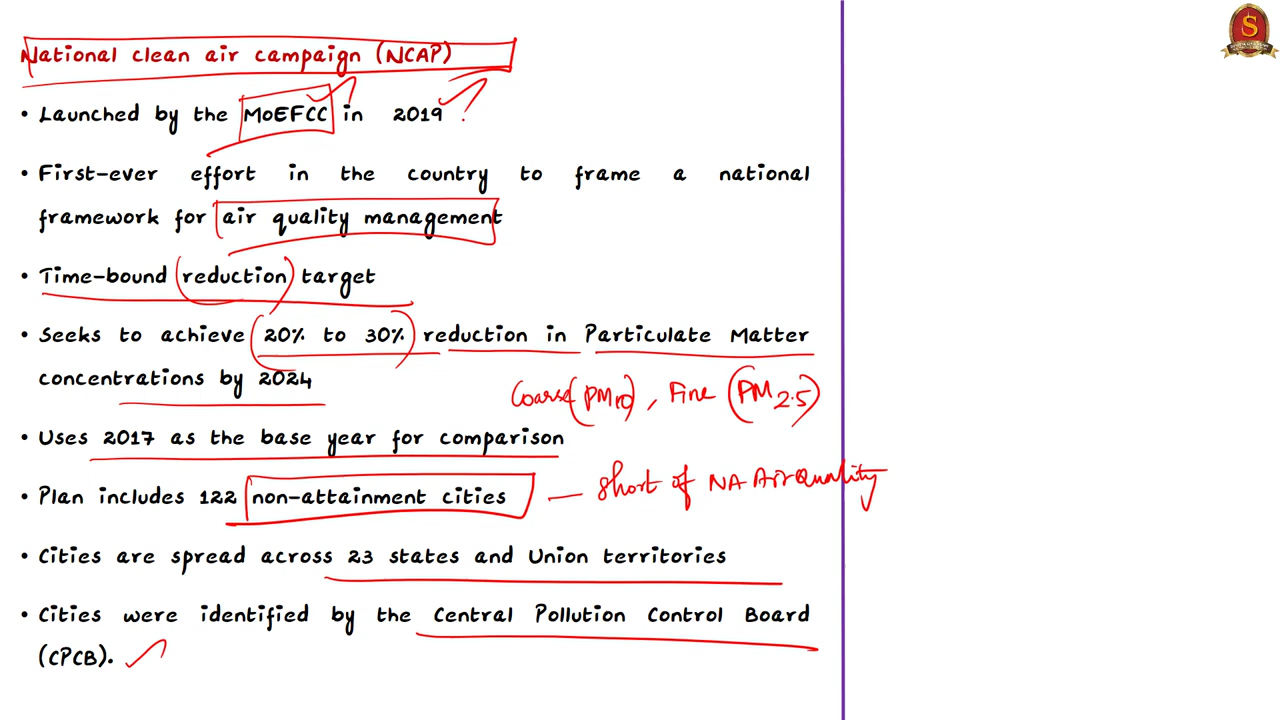 National clean air campaign (NCAP)
• Launched by the MoEFCC in 2019
• First-ever effort in the country to frame a national
framework for air quality management
• Time-bound reduction target
• Seeks to achieve 20% to 30% reduction in Particulate Matter
concentrations by 2024
Coarse (PM10), Fine (PM2.5)
• Uses 2017 as the base year for comparison
• Plan includes 122 non-attainment cities — Short of NA Air Quality
• Cities are spread across 23 states and Union territories
• Cities were identified by the Central Pollution Control Board
(CPCB).
S